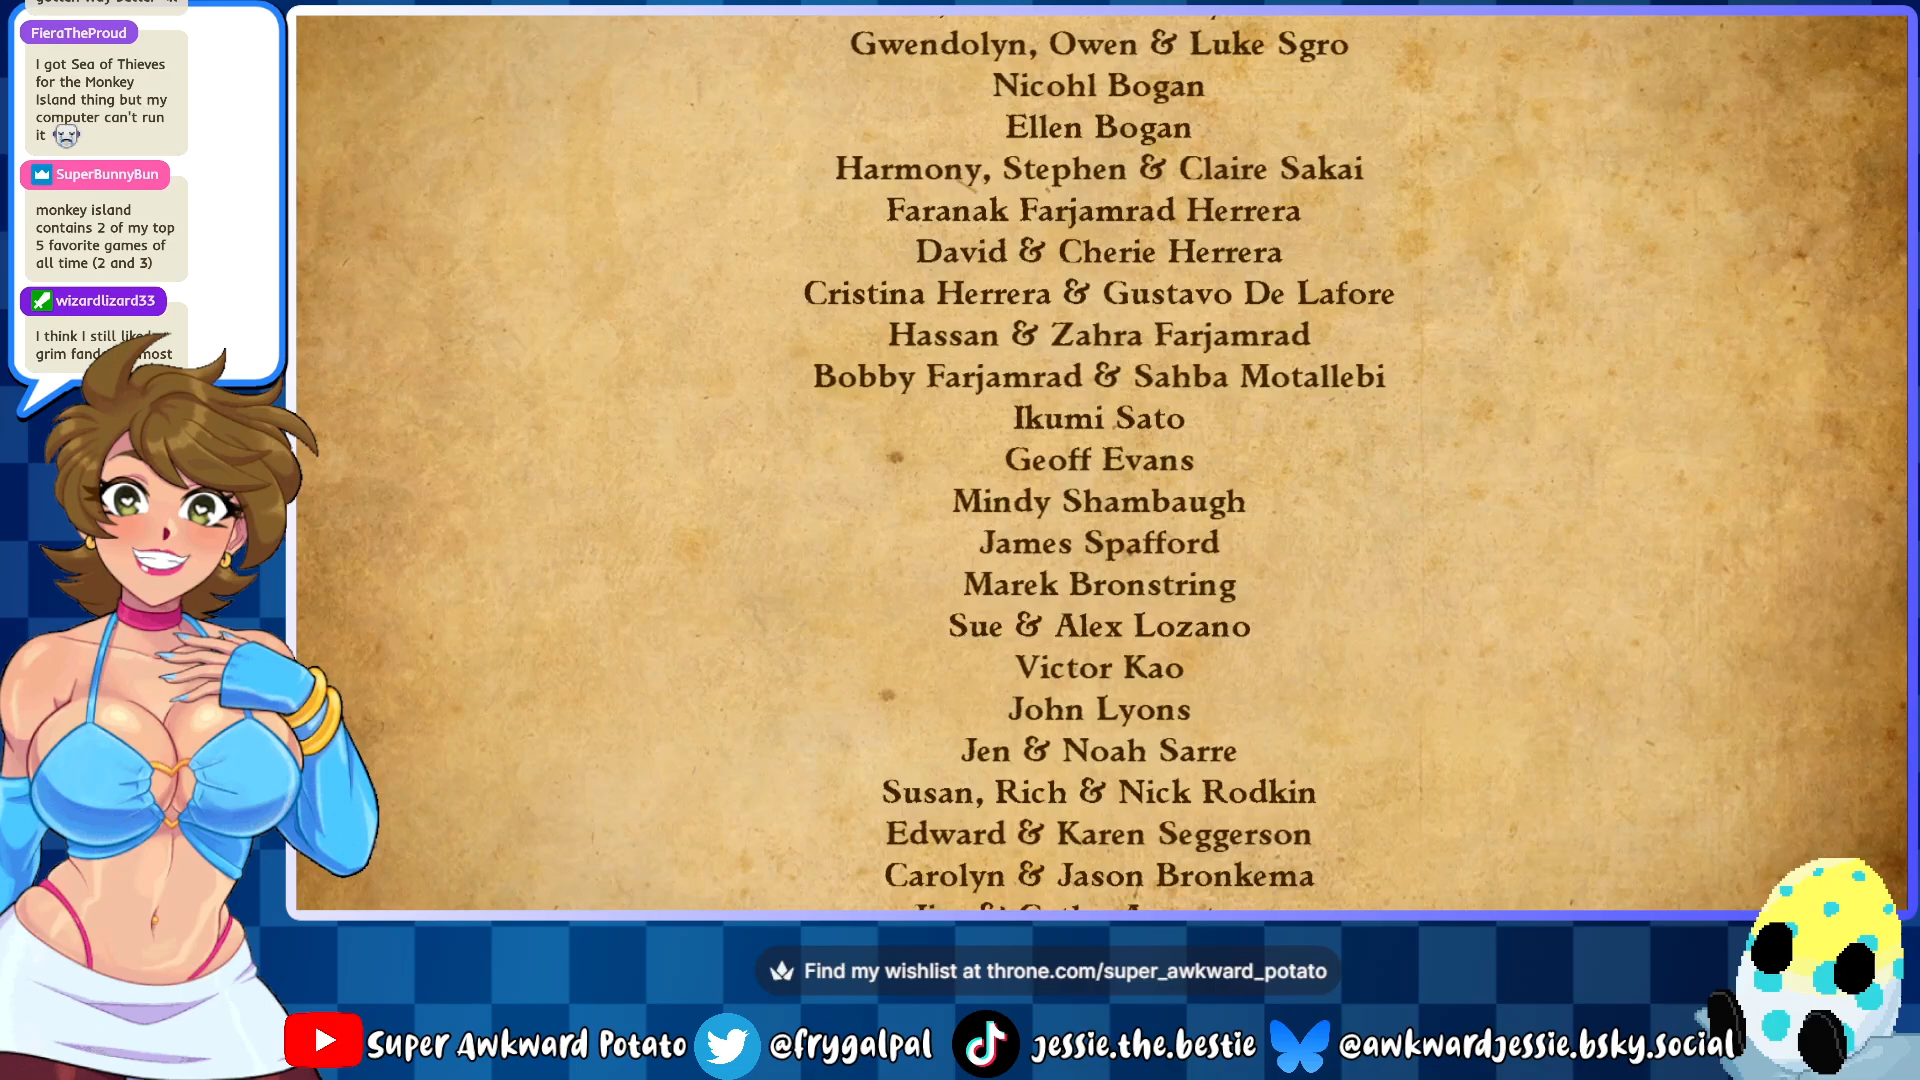 FieraTheProud
I got Sea of Thieves
for the Monkey
Island thing but my
computer can't run
it
SuperBunnyBun
monkey island
contains 2 of my top
5 favorite games of
all time (2 and 3)
wizardlizard33
I think I still liked
grim most
Gwendolyn, Owen & Luke Sgro
Nicohl Bogan
Ellen Bogan
Harmony, Stephen & Claire Sakai
Faranak Farjamrad Herrera
David & Cherie Herrera
Cristina Herrera & Gustavo De Lafore
Hassan & Zahra Farjamrad
Bobby Farjamrad & Sahba Motallebi
Ikumi Sato
Geoff Evans
Mindy Shambaugh
James Spafford
Marek Bronstring
Sue & Alex Lozano
Victor Kao
John Lyons
Jen & Noah Sarre
Susan, Rich & Nick Rodkin
Edward & Karen Seggerson
Carolyn & Jason Bronkema
Find my wishlist at throne.com/super_awkward_potato
Super Awkward Potato
@frygalpal
jessie.the.bestie
@awkwardjessie.bsky.social